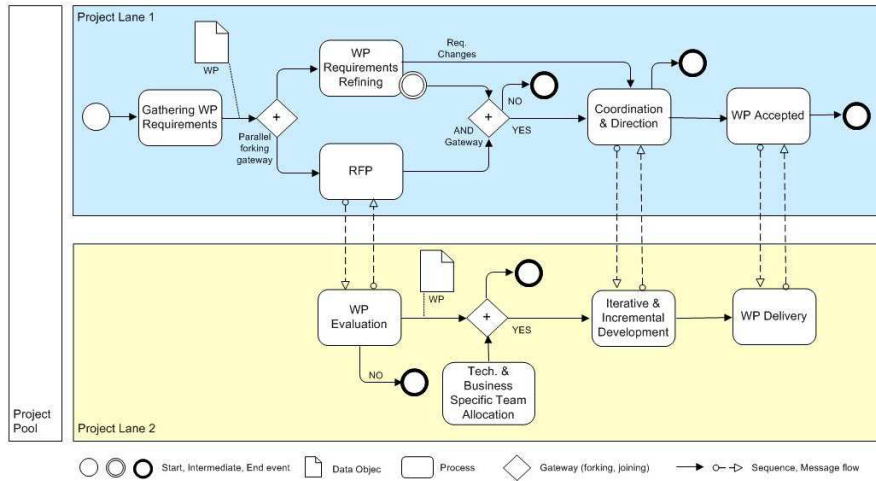 Project Lane 1
WP
Gathering WP
Requirements
Parallel
forking
gateway
WP
Requirements
Refining
Req.
Changes
RFP
AND
Gateway
NO
YES
Coordination
& Direction
WP Accepted
WP
Evaluation
NO
WP
YES
Tech. &
Business
Specific Team
Allocation
Iterative &
Incremental
Development
WP Delivery
Project
Pool
Project Lane 2
Start, Intermediate, End event
Data Objec
Process
Gateway (forking, joining)
Sequence, Message flow